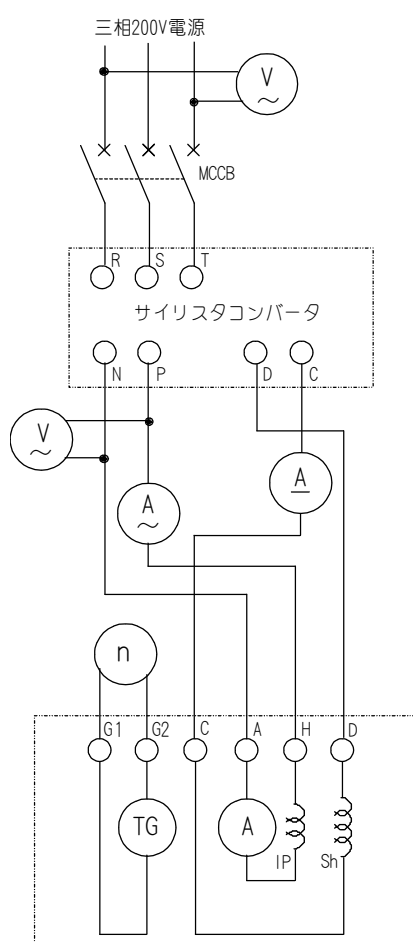 三相200V電源
V
~
MCCB
R S T
サイリスタコンバータ
N P D C
V
~
A
~
A
n
G1 G2 C A H D
TG
A
IP
Sh